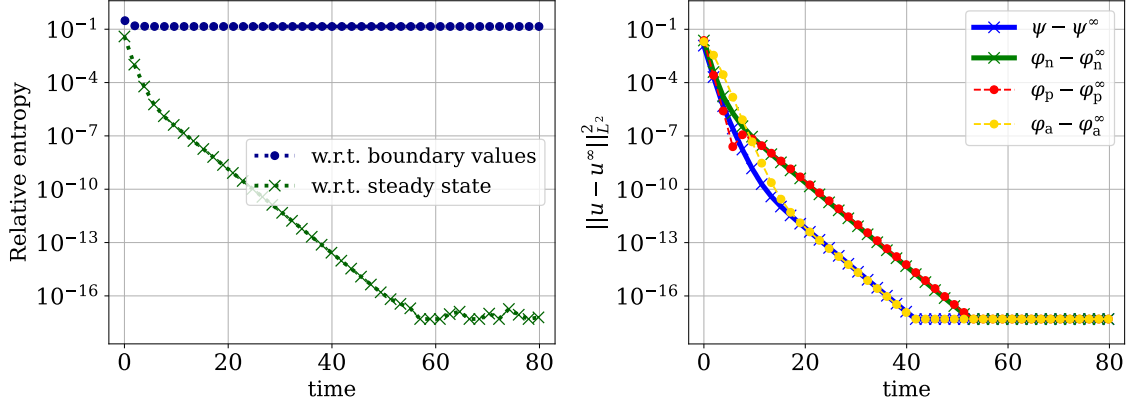 Relative entropy
10⁻¹
10⁻⁴
10⁻⁷
10⁻¹⁰
10⁻¹³
10⁻¹⁶
w.r.t. boundary values
w.r.t. steady state
0 20 40 60 80
time
||u − u^∞||²_{L²}
10⁻¹
10⁻⁴
10⁻⁷
10⁻¹⁰
10⁻¹³
10⁻¹⁶
ψ − ψ^∞
φ_n − φ_n^∞
φ_p − φ_p^∞
φ_a − φ_a^∞
0 20 40 60 80
time